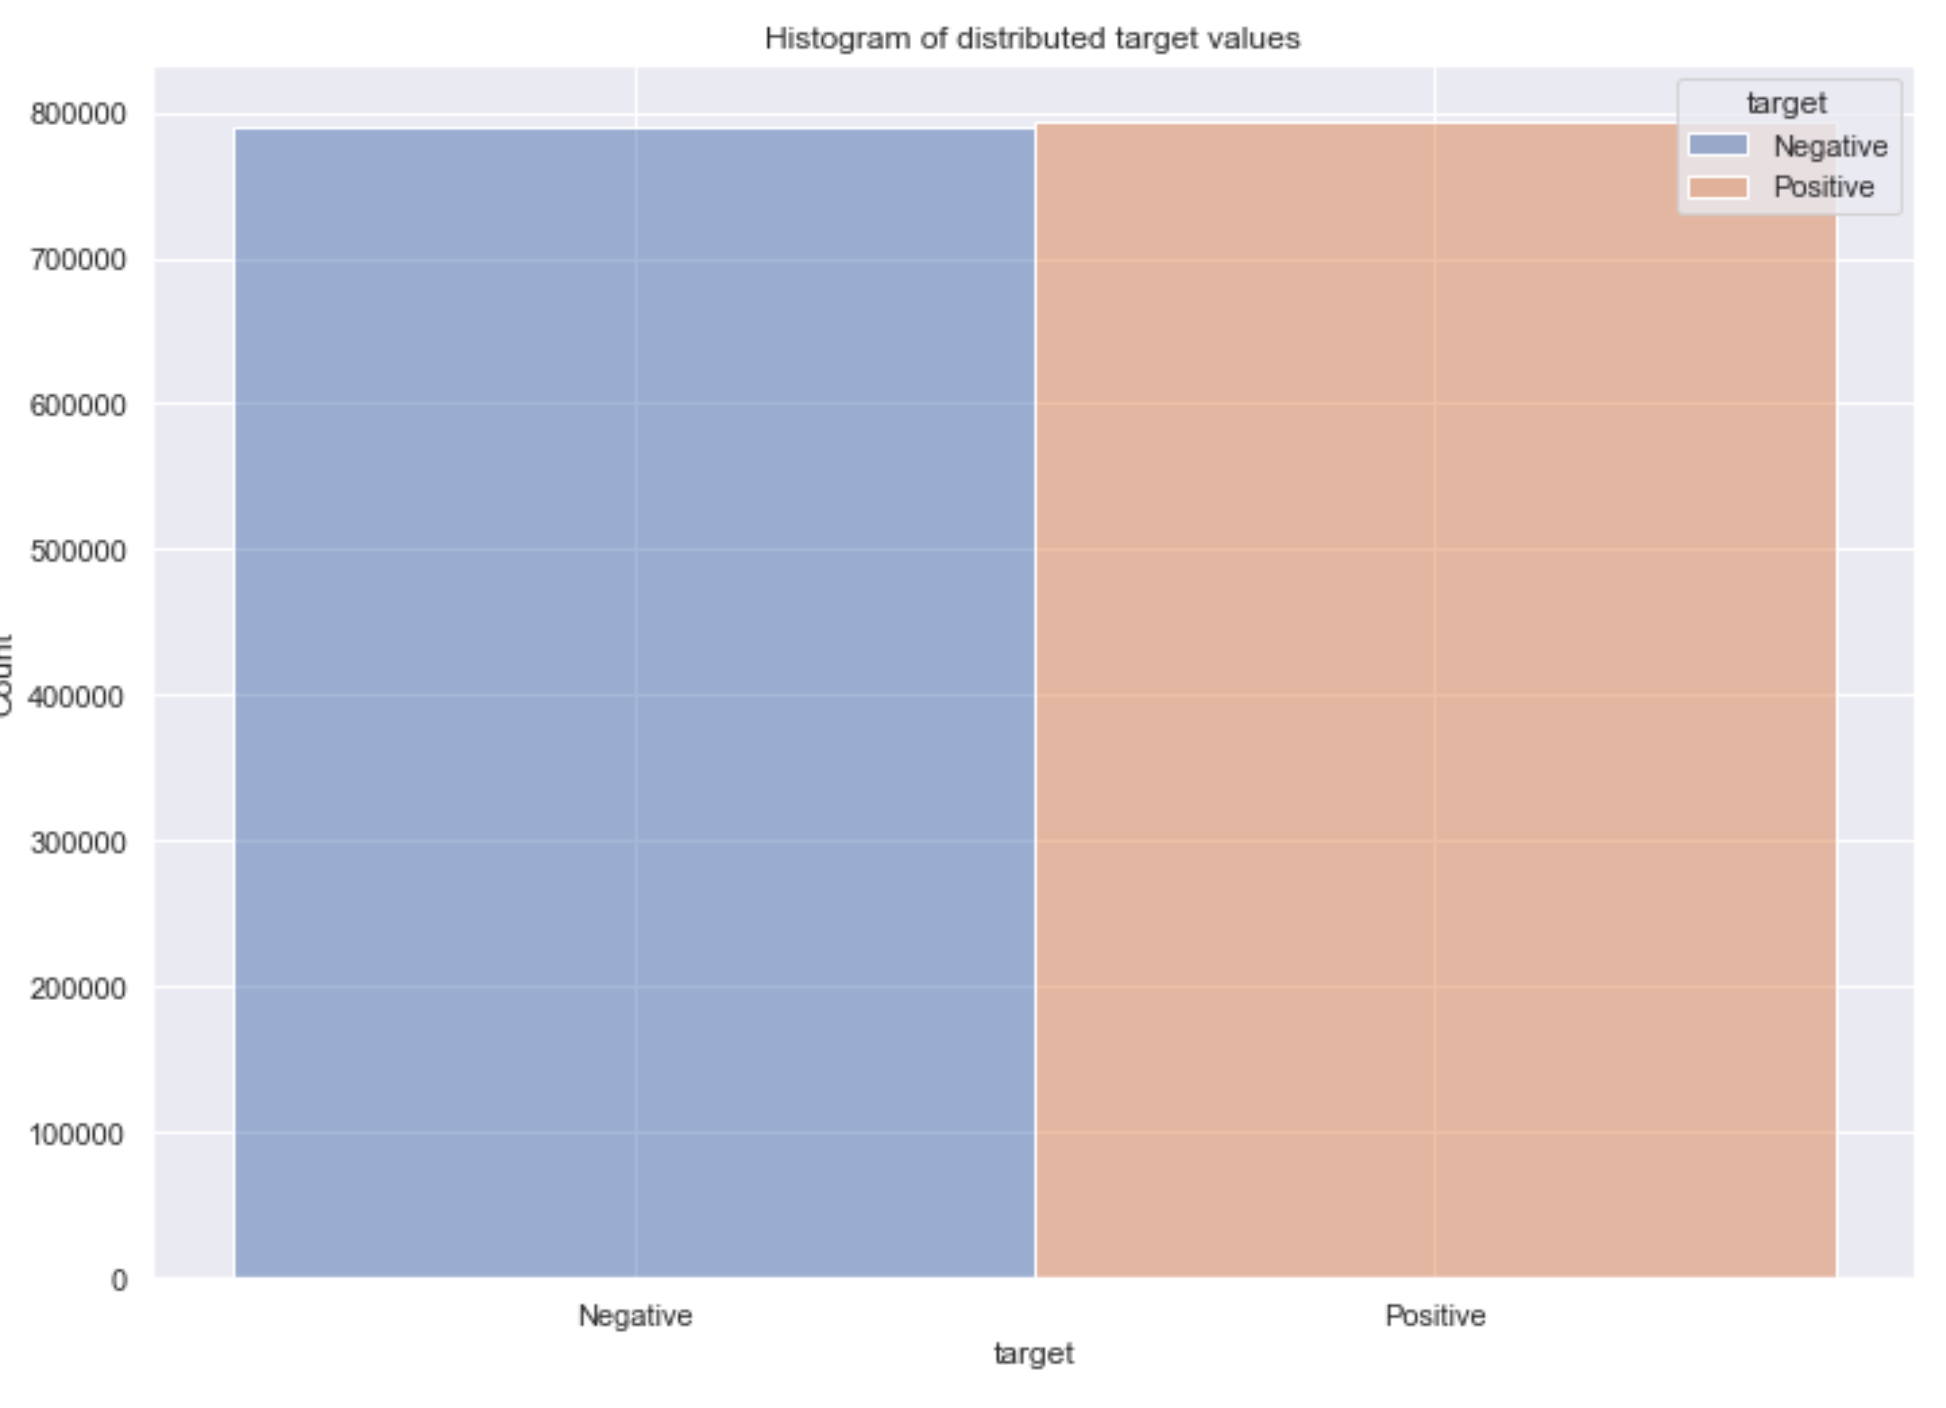 Histogram of distributed target values
target
Negative
Positive
800000
700000
600000
500000
400000
300000
200000
100000
0
Count
Negative
Positive
target